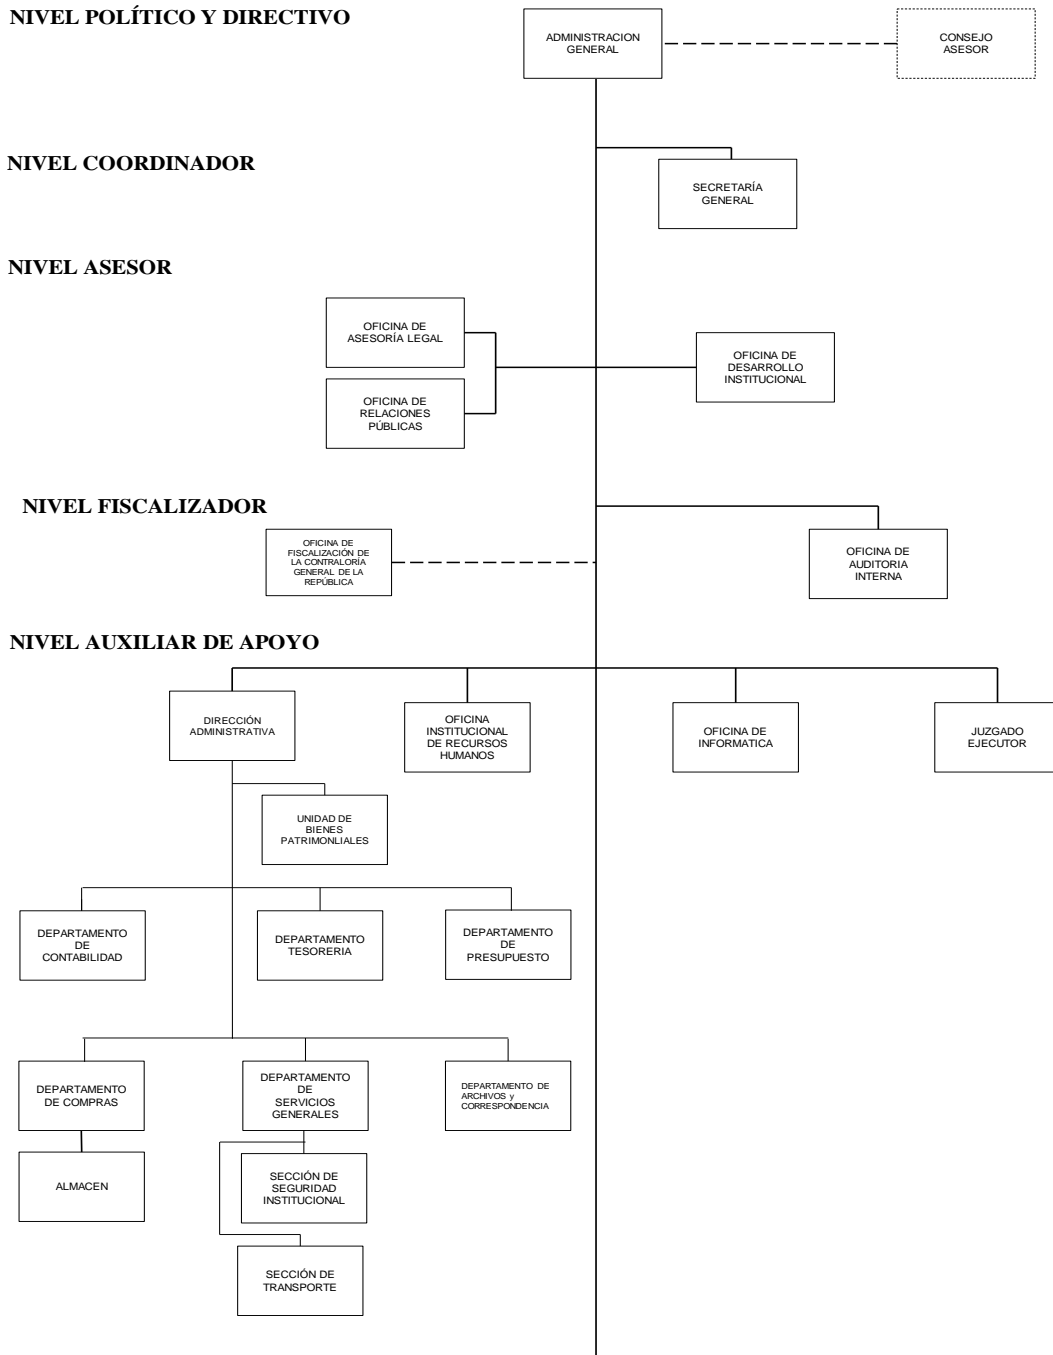 NIVEL POLÍTICO Y DIRECTIVO
ADMINISTRACION
GENERAL
CONSEJO
ASESOR
NIVEL COORDINADOR
SECRETARÍA
GENERAL
NIVEL ASESOR
OFICINA DE
ASESORÍA LEGAL
OFICINA DE
DESARROLLO
INSTITUCIONAL
OFICINA DE
RELACIONES
PÚBLICAS
NIVEL FISCALIZADOR
OFICINA DE
FISCALIZACIÓN DE
LA CONTRALORÍA
GENERAL DE LA
REPÚBLICA
OFICINA DE
AUDITORIA
INTERNA
NIVEL AUXILIAR DE APOYO
DIRECCIÓN
ADMINISTRATIVA
OFICINA
INSTITUCIONAL
DE RECURSOS
HUMANOS
OFICINA DE
INFORMATICA
JUZGADO
EJECUTOR
UNIDAD DE
BIENES
PATRIMONLIALES
DEPARTAMENTO
DE
CONTABILIDAD
DEPARTAMENTO
TESORERIA
DEPARTAMENTO
DE
PRESUPUESTO
DEPARTAMENTO
DE COMPRAS
DEPARTAMENTO
DE
SERVICIOS
GENERALES
DEPARTAMENTO DE
ARCHIVOS y
CORRESPONDENCIA
ALMACEN
SECCIÓN DE
SEGURIDAD
INSTITUCIONAL
SECCIÓN DE
TRANSPORTE